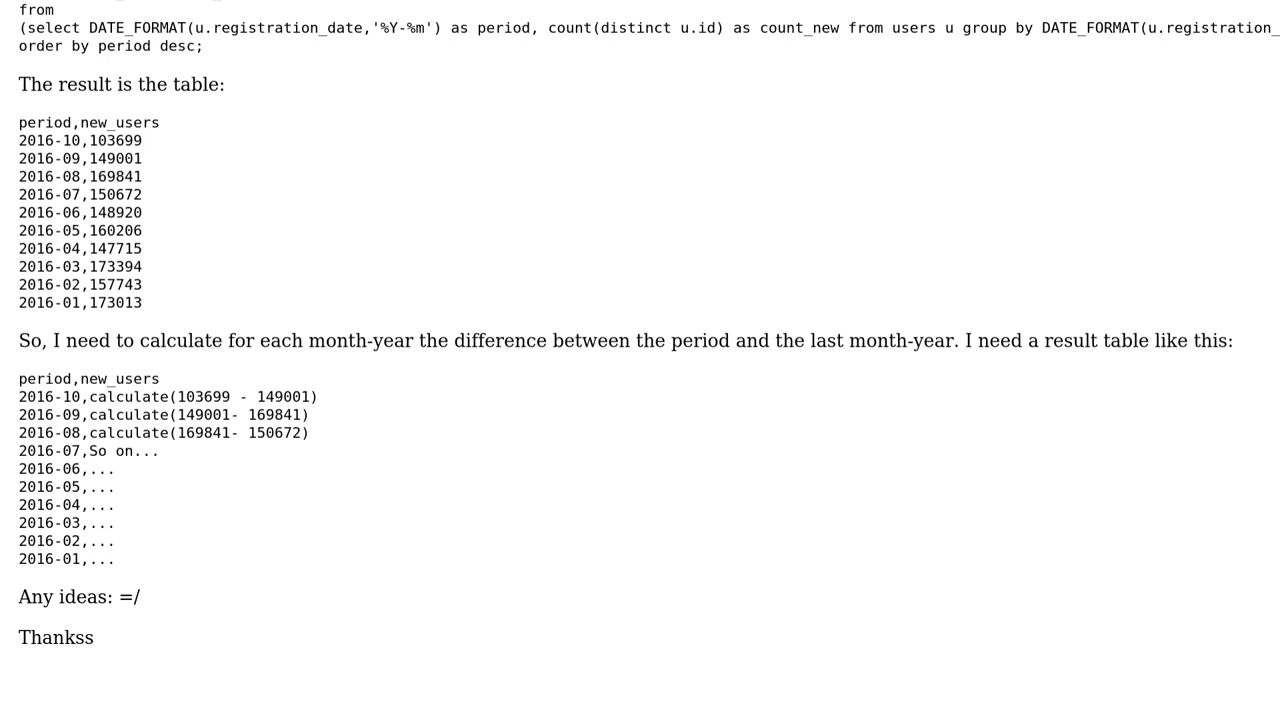 from
(select DATE_FORMAT(u.registration_date,'%Y-%m') as period, count(distinct u.id) as count_new from users u group by DATE_FORMAT(u.registration_
order by period desc;
The result is the table:
period,new_users
2016-10,103699
2016-09,149001
2016-08,169841
2016-07,150672
2016-06,148920
2016-05,160206
2016-04,147715
2016-03,173394
2016-02,157743
2016-01,173013
So, I need to calculate for each month-year the difference between the period and the last month-year. I need a result table like this:
period,new_users
2016-10,calculate(103699 - 149001)
2016-09,calculate(149001- 169841)
2016-08,calculate(169841- 150672)
2016-07,So on...
2016-06,...
2016-05,...
2016-04,...
2016-03,...
2016-02,...
2016-01,...
Any ideas: =/
Thankss